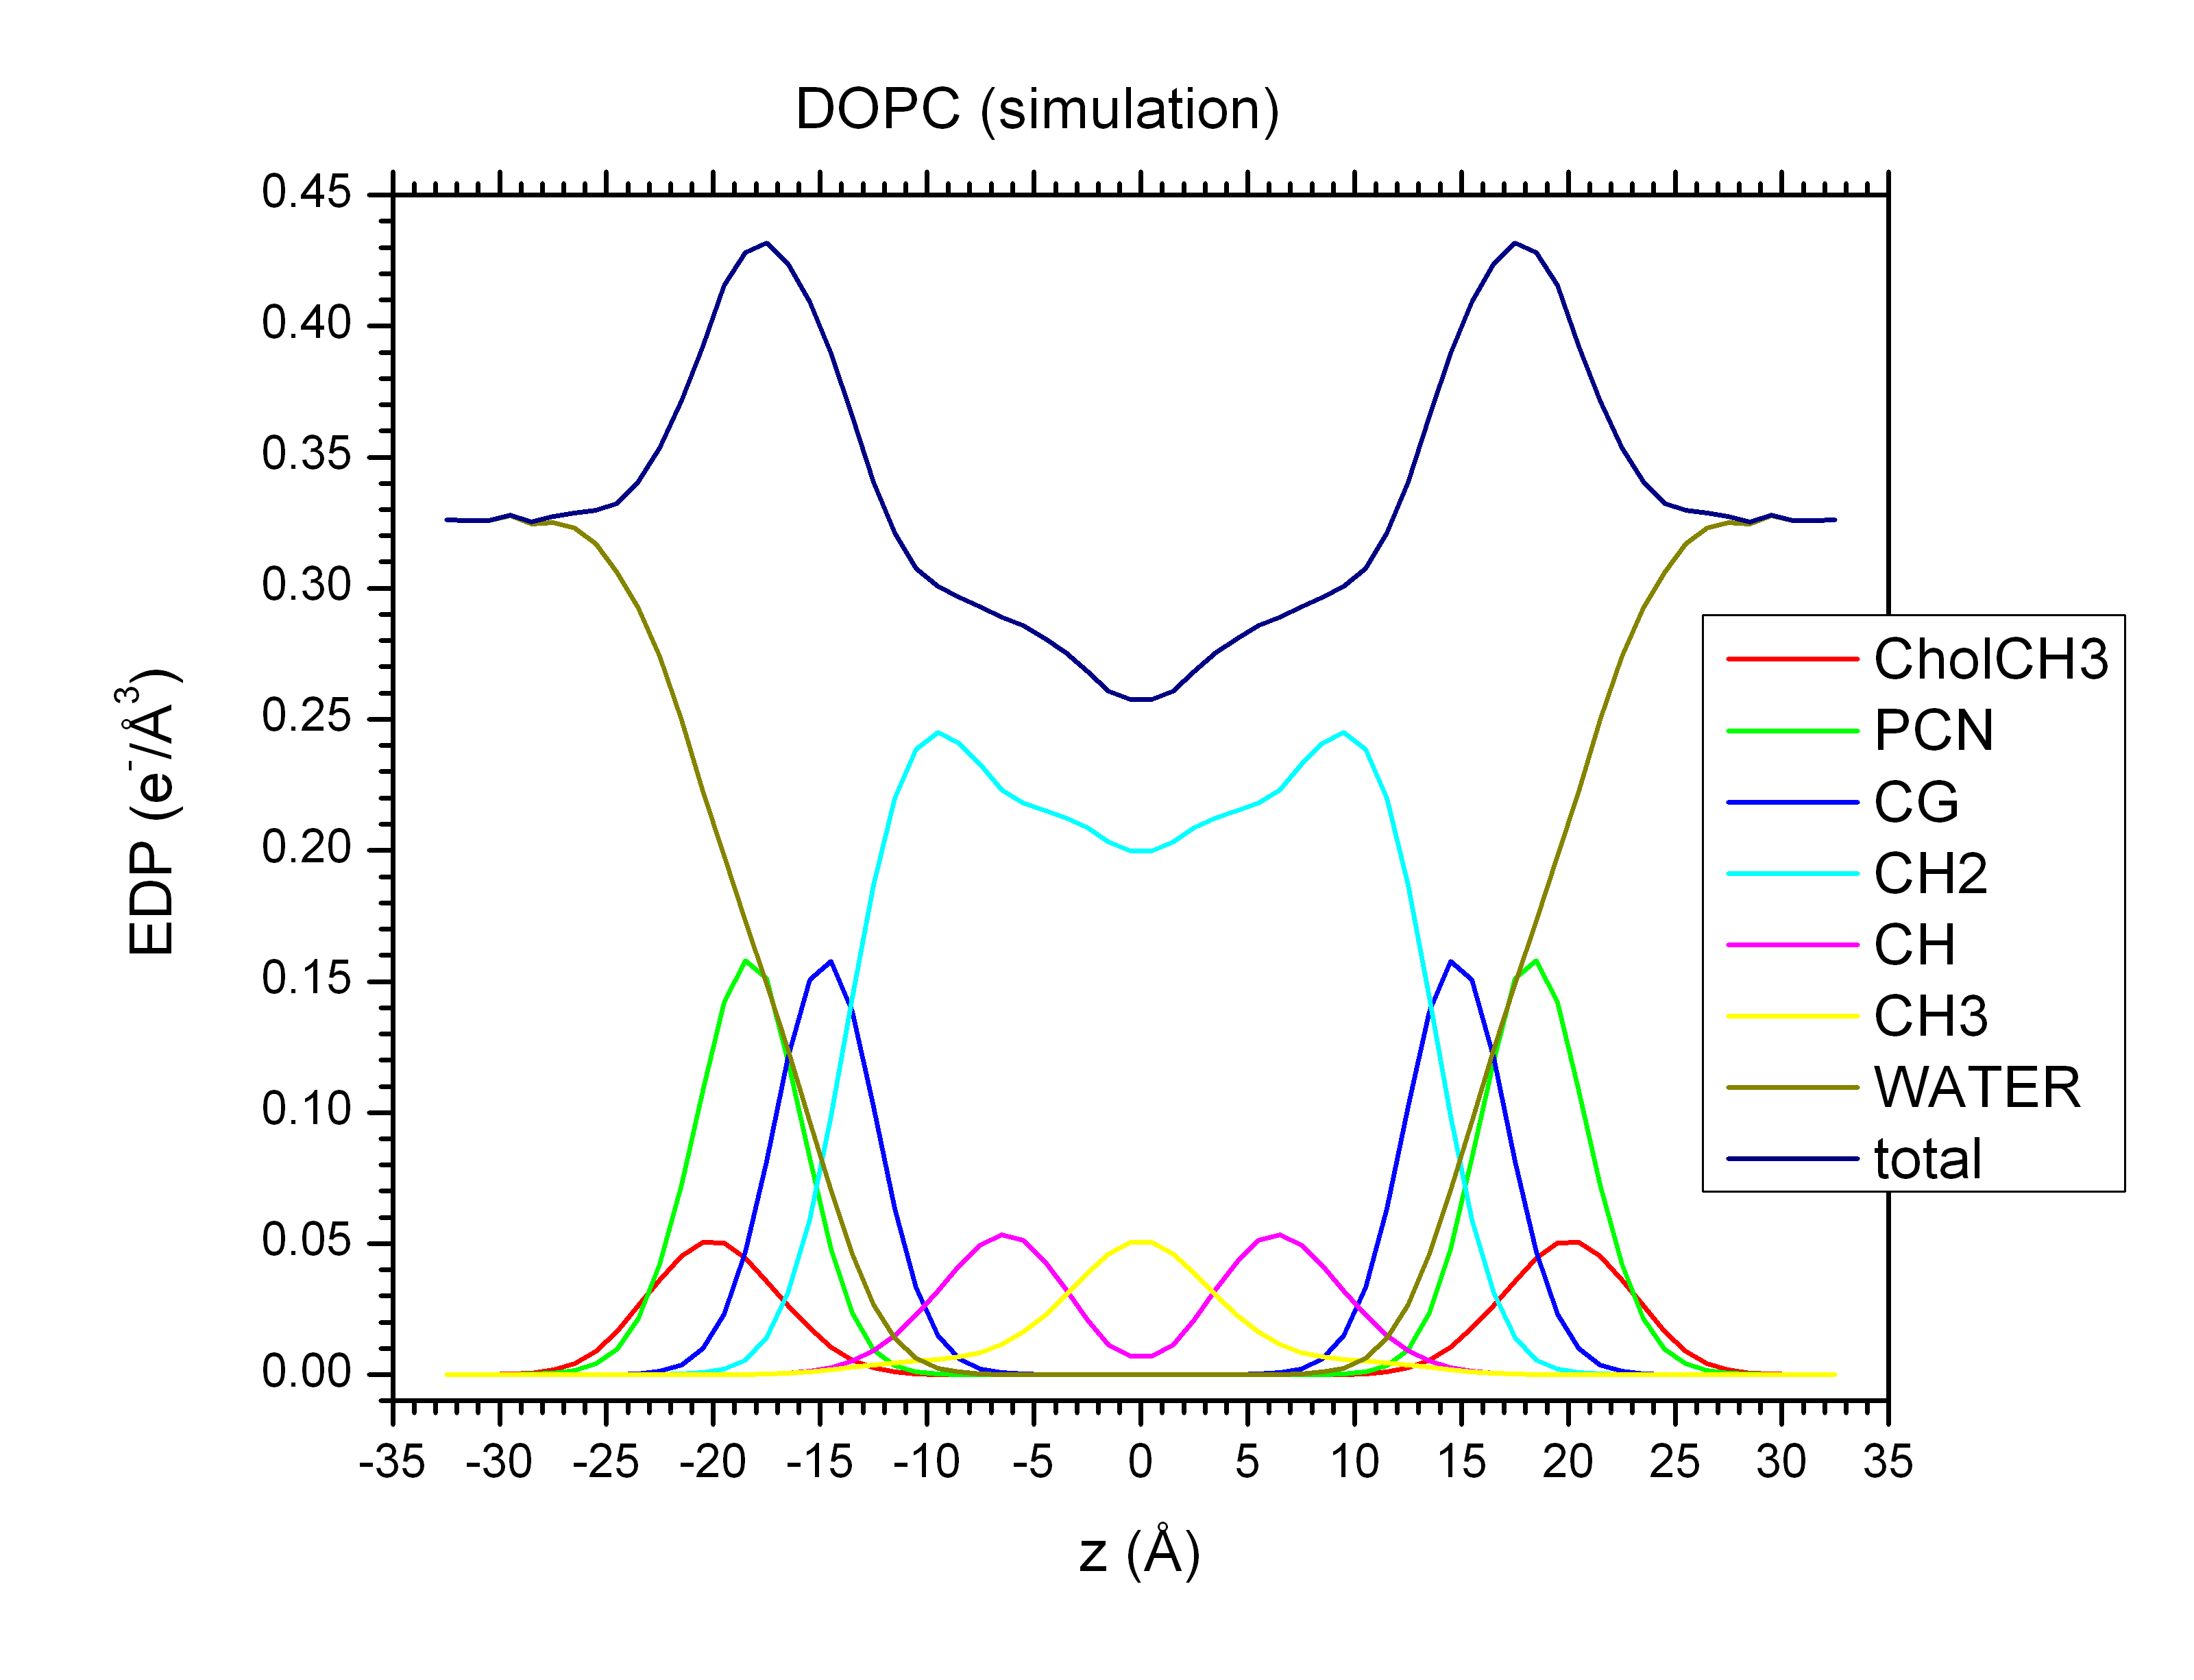 DOPC (simulation)
0.45
0.40
0.35
0.30
0.25
0.20
0.15
0.10
0.05
0.00
EDP (e⁻/Å³)
CholCH3
PCN
CG
CH2
CH
CH3
WATER
total
-35 -30 -25 -20 -15 -10 -5 0 5 10 15 20 25 30 35
z (Å)